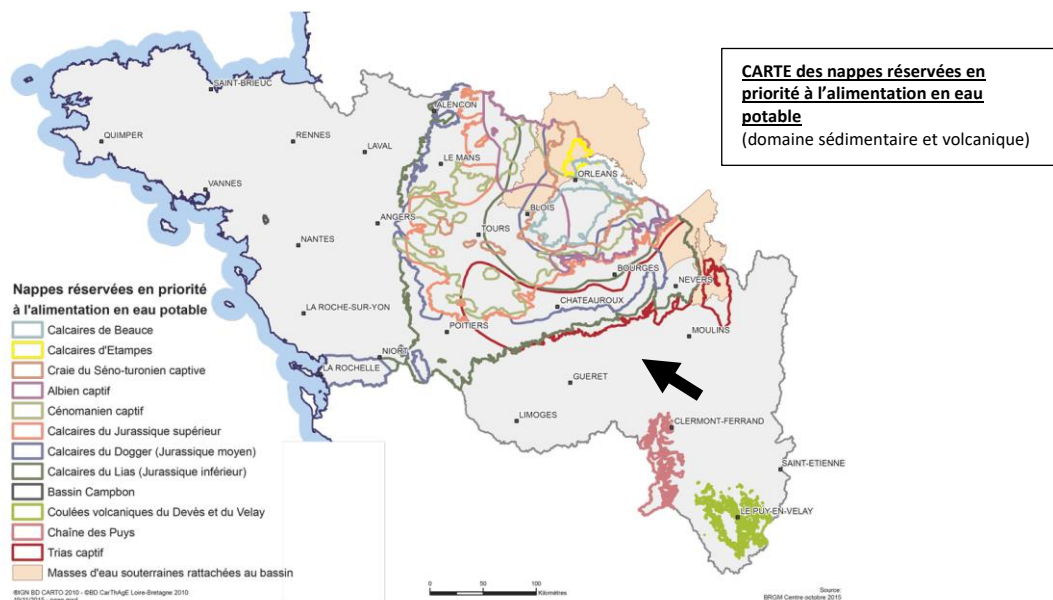 CARTE des nappes réservées en
priorité à l'alimentation en eau
potable
(domaine sédimentaire et volcanique)
SAINT-BRIEUC
ALENCON
QUIMPER
RENNES
LAVAL
LE MANS
ORLEANS
VANNES
BLOIS
ANGERS
TOURS
NANTES
BOURGES
NEVERS
LA ROCHE-SUR-YON
CHATEAUROUX
POITIERS
MOULINS
NIORT
LA ROCHELLE
GUERET
LIMOGES
CLERMONT-FERRAND
SAINT-ETIENNE
LE PUY-EN-VELAY
Nappes réservées en priorité
à l'alimentation en eau potable
Calcaires de Beauce
Calcaires d'Etampes
Craie du Séno-turonien captive
Albien captif
Cénomanien captif
Calcaires du Jurassique supérieur
Calcaires du Dogger (Jurassique moyen)
Calcaires du Lias (Jurassique inférieur)
Bassin Campbon
Coulées volcaniques du Devès et du Velay
Chaîne des Puys
Trias captif
Masses d'eau souterraines rattachées au bassin
©IGN BD CARTO 2010 - ©BD CarThAgE Loire-Bretagne 2010
0 50 100
Kilomètres
Source:
BRGM Centre octobre 2015